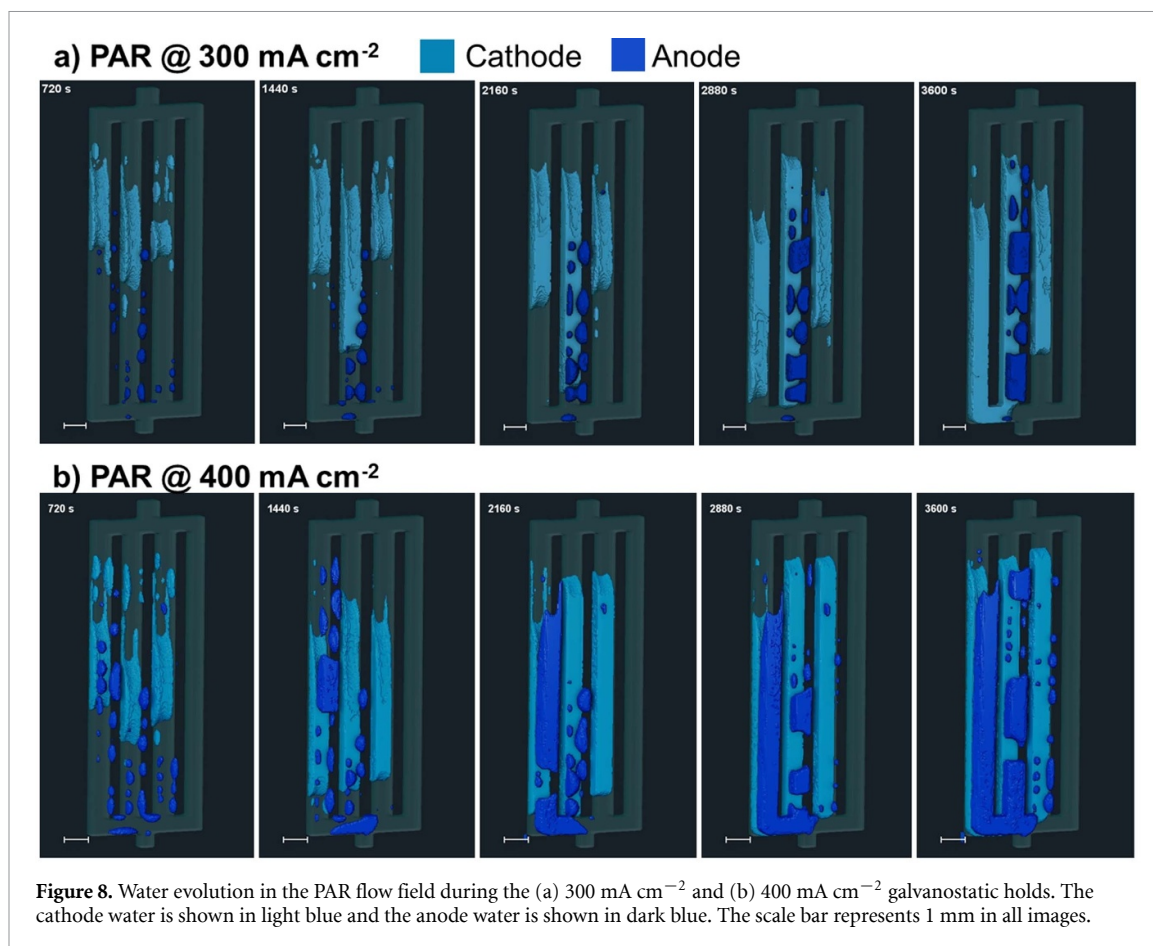 a) PAR @ 300 mA cm⁻² Cathode Anode
720 s 1440 s 2160 s 2880 s 3600 s
b) PAR @ 400 mA cm⁻²
720 s 1440 s 2160 s 2880 s 3600 s
Figure 8. Water evolution in the PAR flow field during the (a) 300 mA cm⁻² and (b) 400 mA cm⁻² galvanostatic holds. The
cathode water is shown in light blue and the anode water is shown in dark blue. The scale bar represents 1 mm in all images.